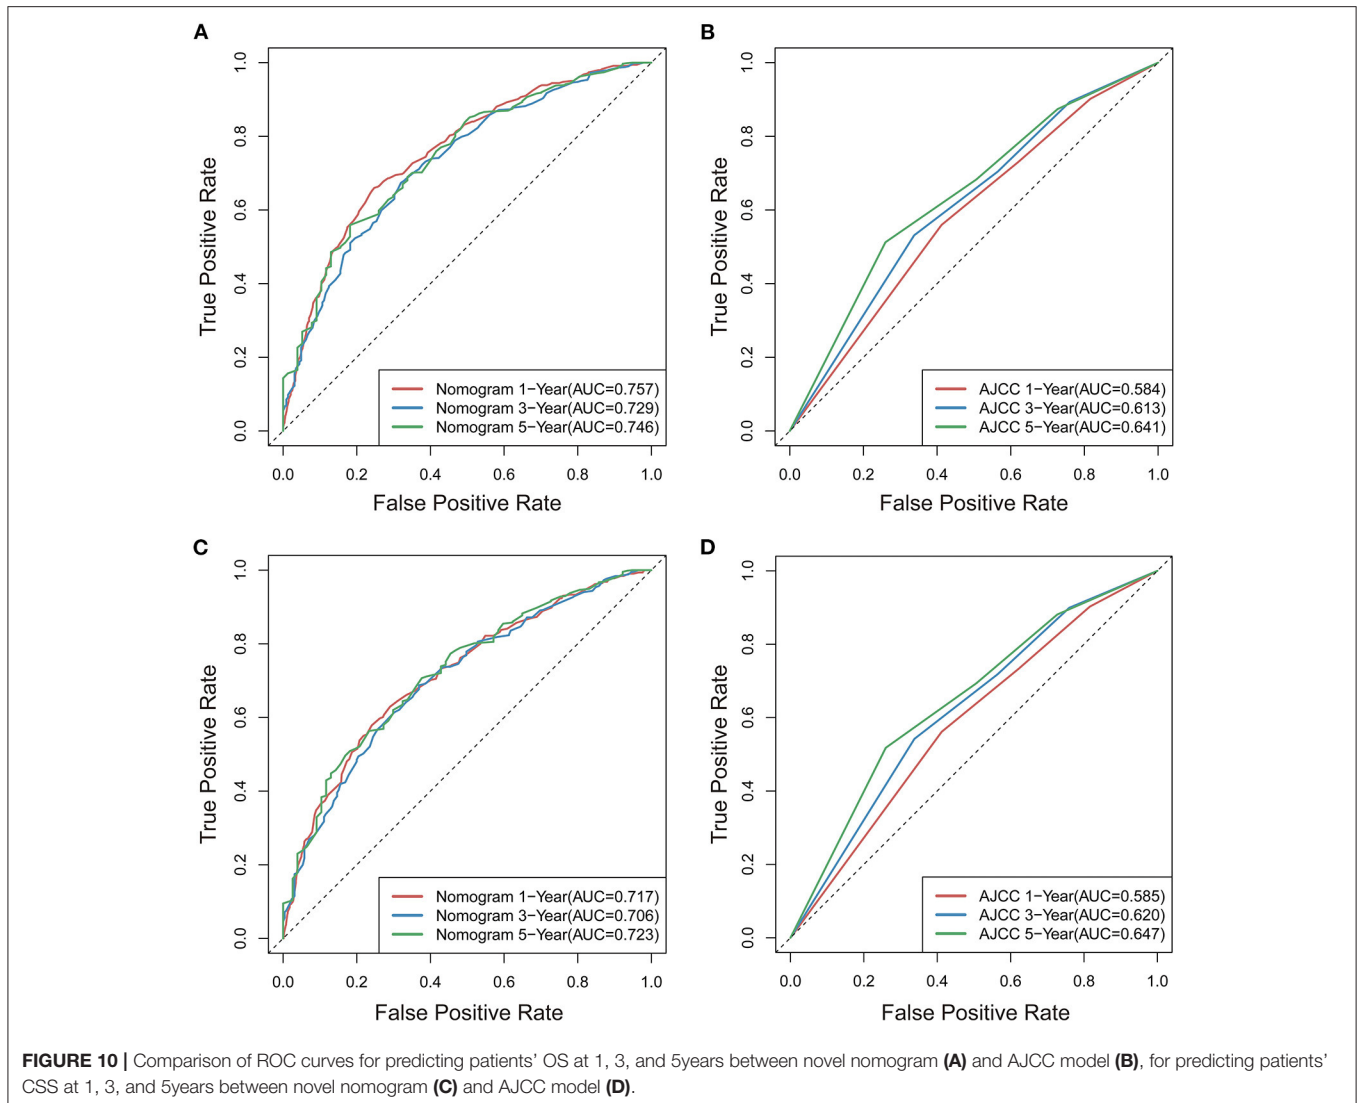 A
True Positive Rate
1.0
0.8
0.6
0.4
0.2
0.0
Nomogram 1−Year(AUC=0.757)
Nomogram 3−Year(AUC=0.729)
Nomogram 5−Year(AUC=0.746)
0.0 0.2 0.4 0.6 0.8 1.0
False Positive Rate
B
True Positive Rate
1.0
0.8
0.6
0.4
0.2
0.0
AJCC 1−Year(AUC=0.584)
AJCC 3−Year(AUC=0.613)
AJCC 5−Year(AUC=0.641)
0.0 0.2 0.4 0.6 0.8 1.0
False Positive Rate
C
True Positive Rate
1.0
0.8
0.6
0.4
0.2
0.0
Nomogram 1−Year(AUC=0.717)
Nomogram 3−Year(AUC=0.706)
Nomogram 5−Year(AUC=0.723)
0.0 0.2 0.4 0.6 0.8 1.0
False Positive Rate
D
True Positive Rate
1.0
0.8
0.6
0.4
0.2
0.0
AJCC 1−Year(AUC=0.585)
AJCC 3−Year(AUC=0.620)
AJCC 5−Year(AUC=0.647)
0.0 0.2 0.4 0.6 0.8 1.0
False Positive Rate
FIGURE 10 | Comparison of ROC curves for predicting patients’ OS at 1, 3, and 5years between novel nomogram (A) and AJCC model (B), for predicting patients’
CSS at 1, 3, and 5years between novel nomogram (C) and AJCC model (D).